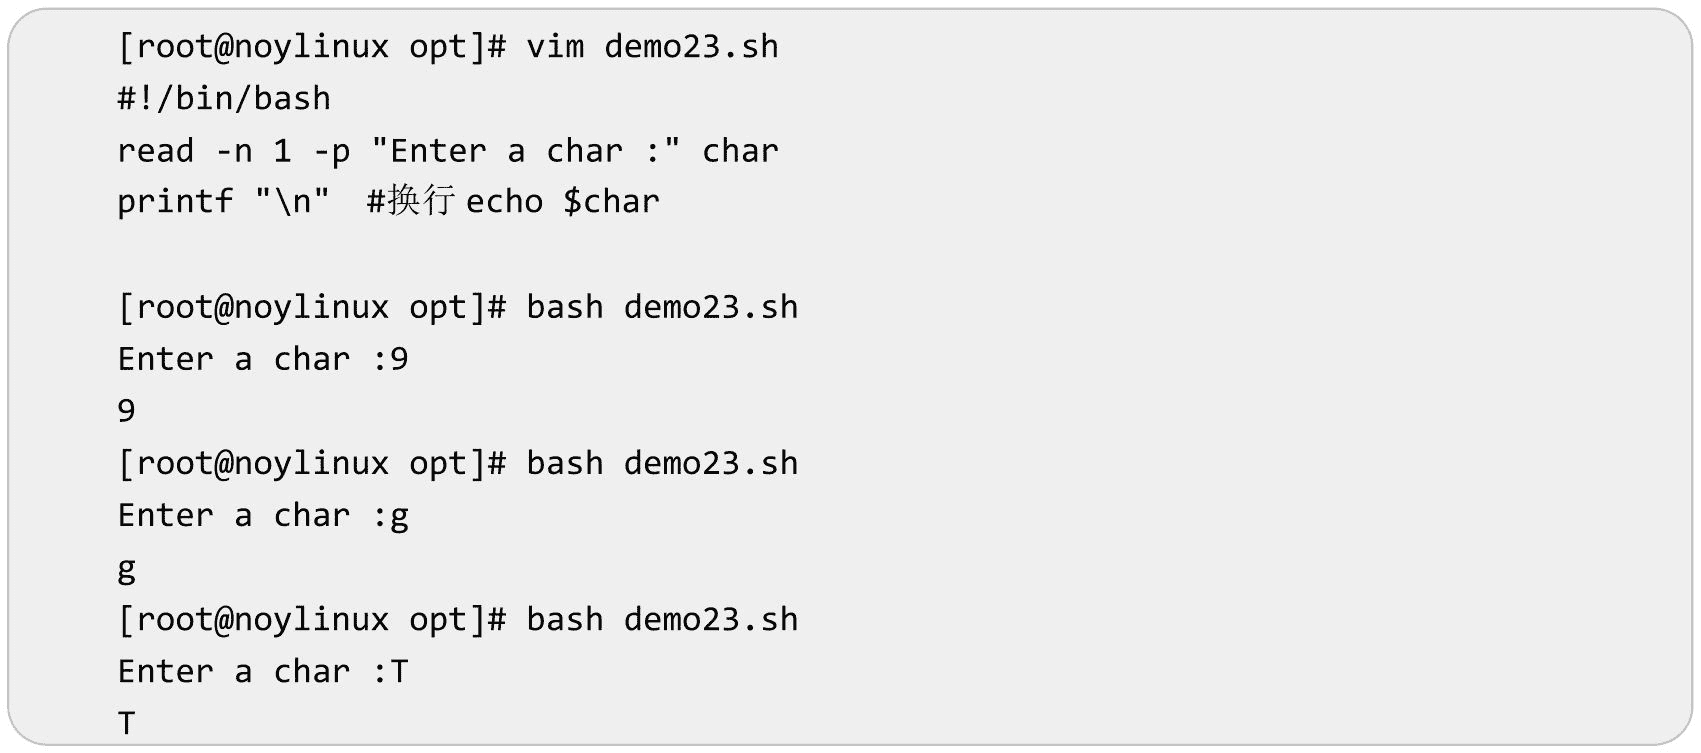 [root@noylinux opt]# vim demo23.sh
#!/bin/bash
read -n 1 -p "Enter a char :" char
printf "\n"  #换行 echo $char
[root@noylinux opt]# bash demo23.sh
Enter a char :9
9
[root@noylinux opt]# bash demo23.sh
Enter a char :g
g
[root@noylinux opt]# bash demo23.sh
Enter a char :T
T